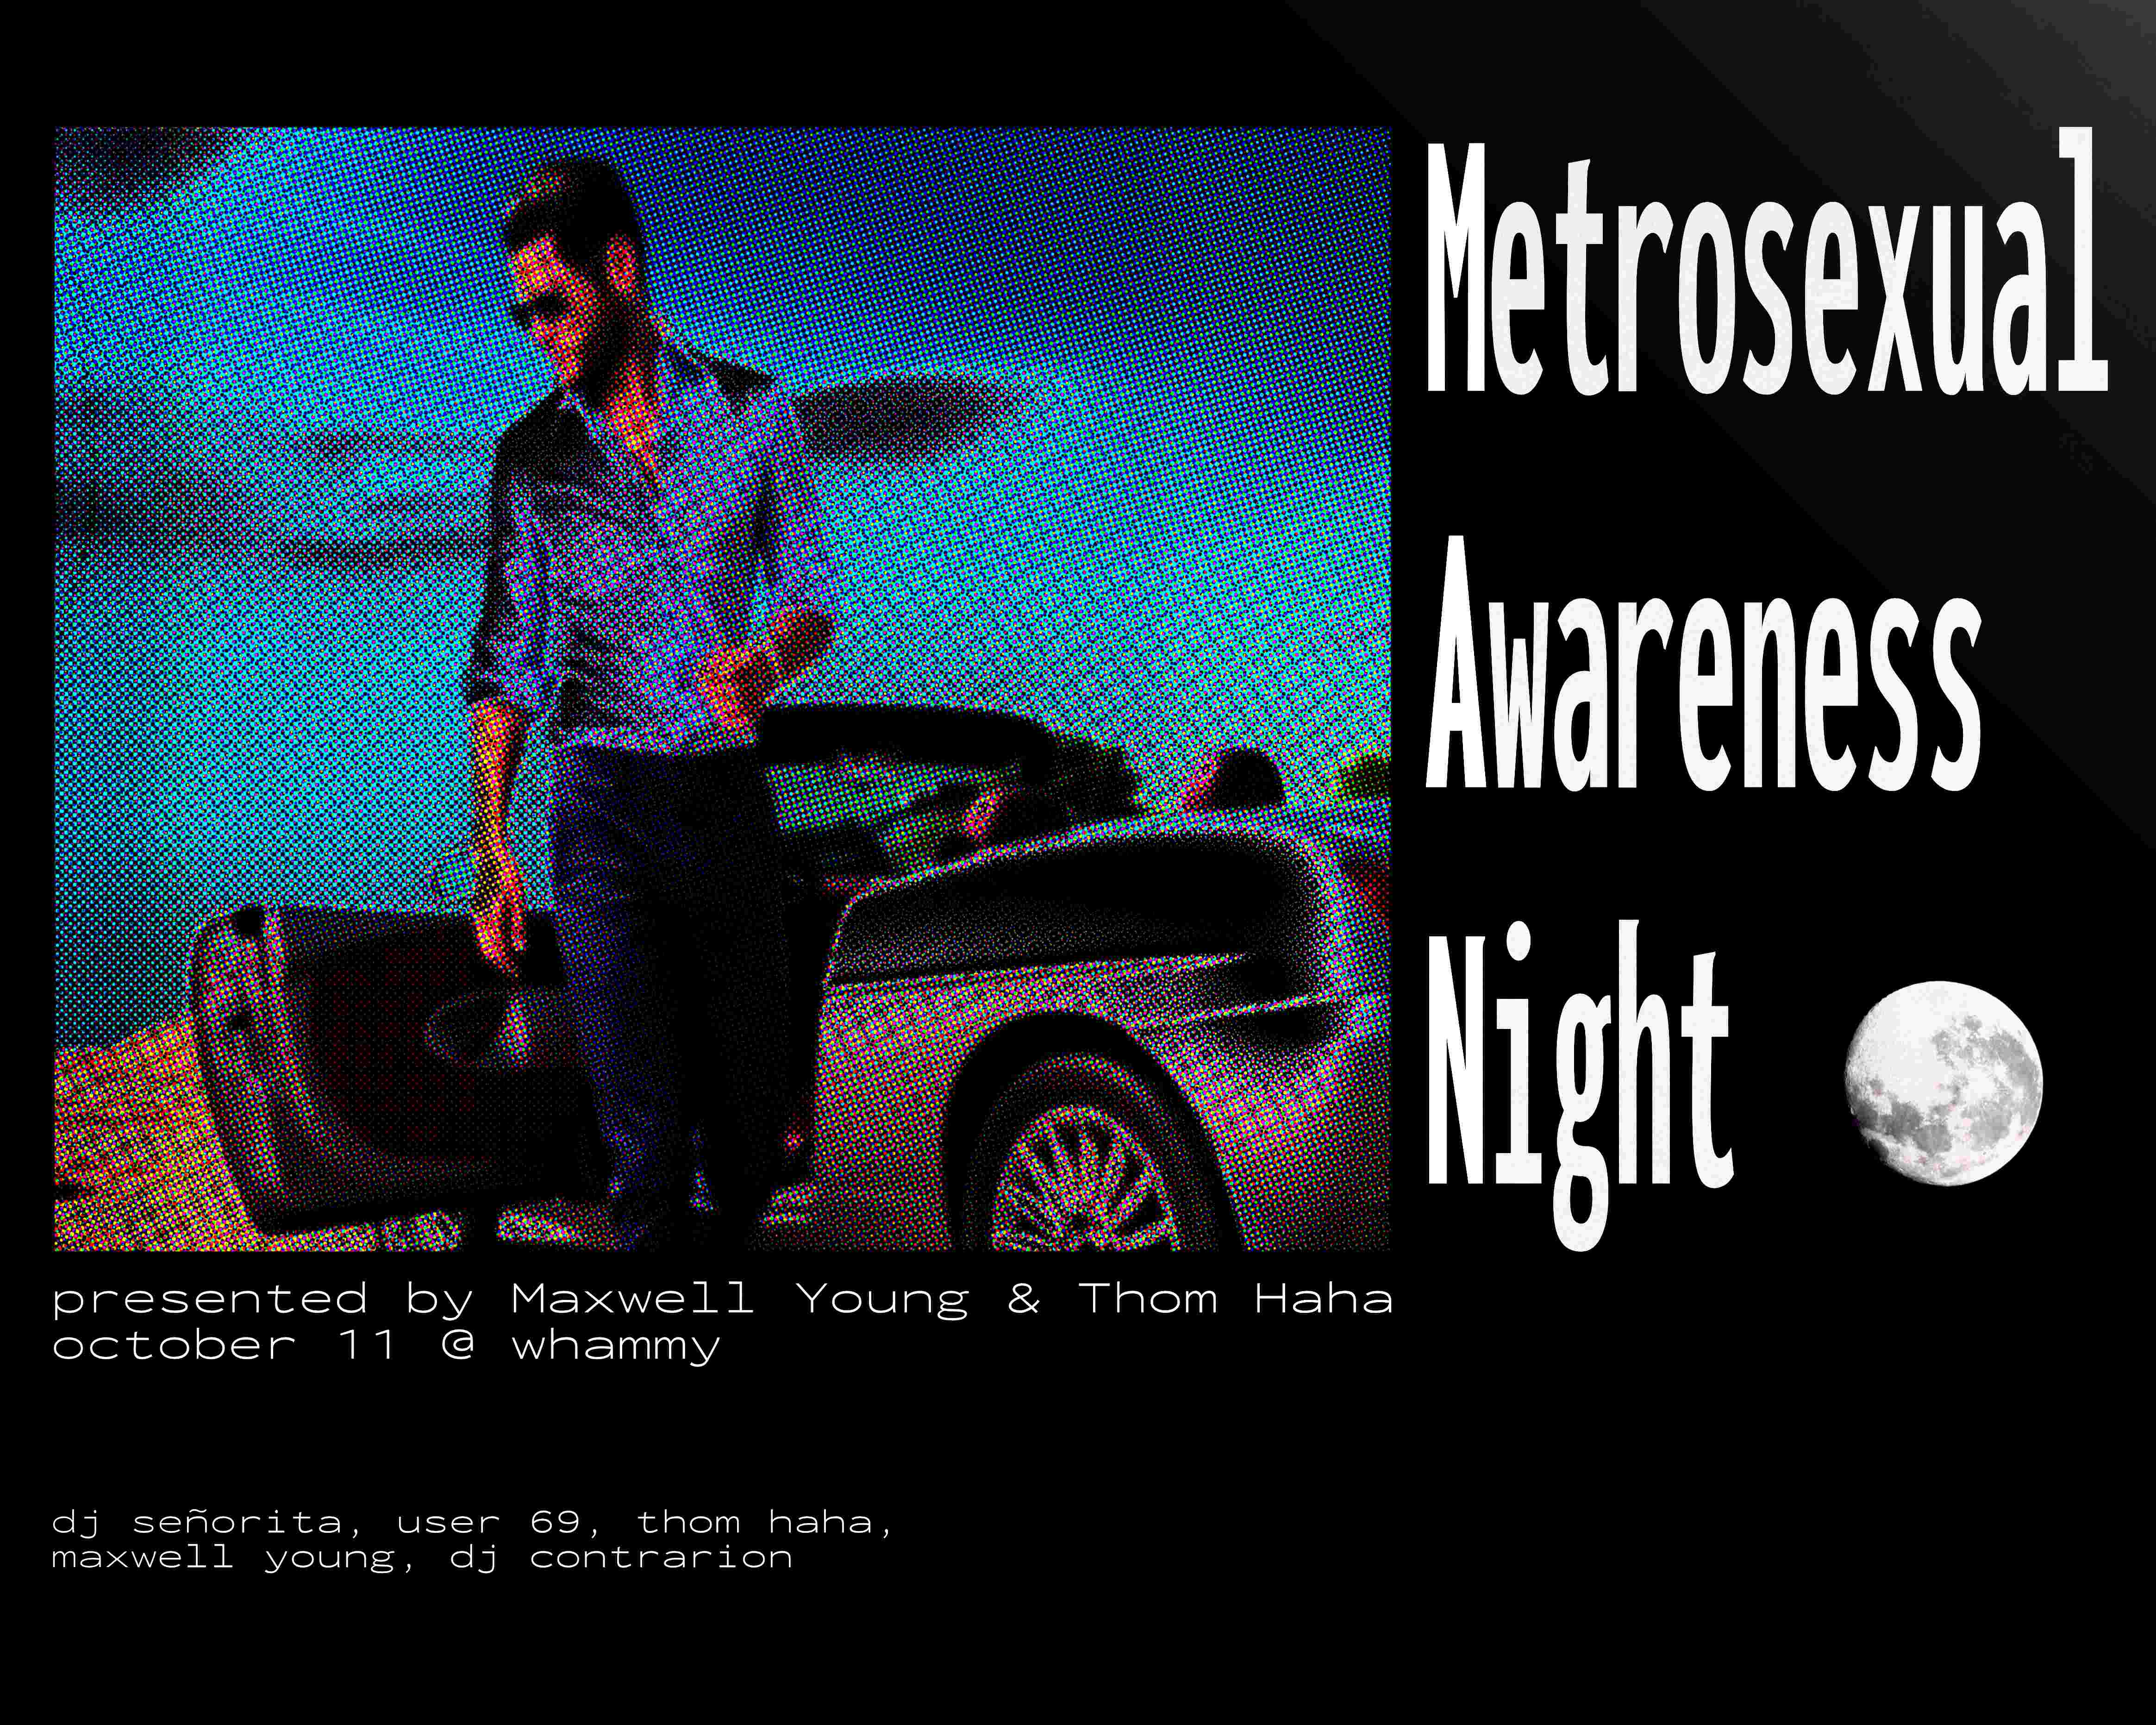 Metrosexual
Awareness
Night
presented by Maxwell Young & Thom Haha
october 11 @ whammy
dj señorita, user 69, thom haha,
maxwell young, dj contrarion